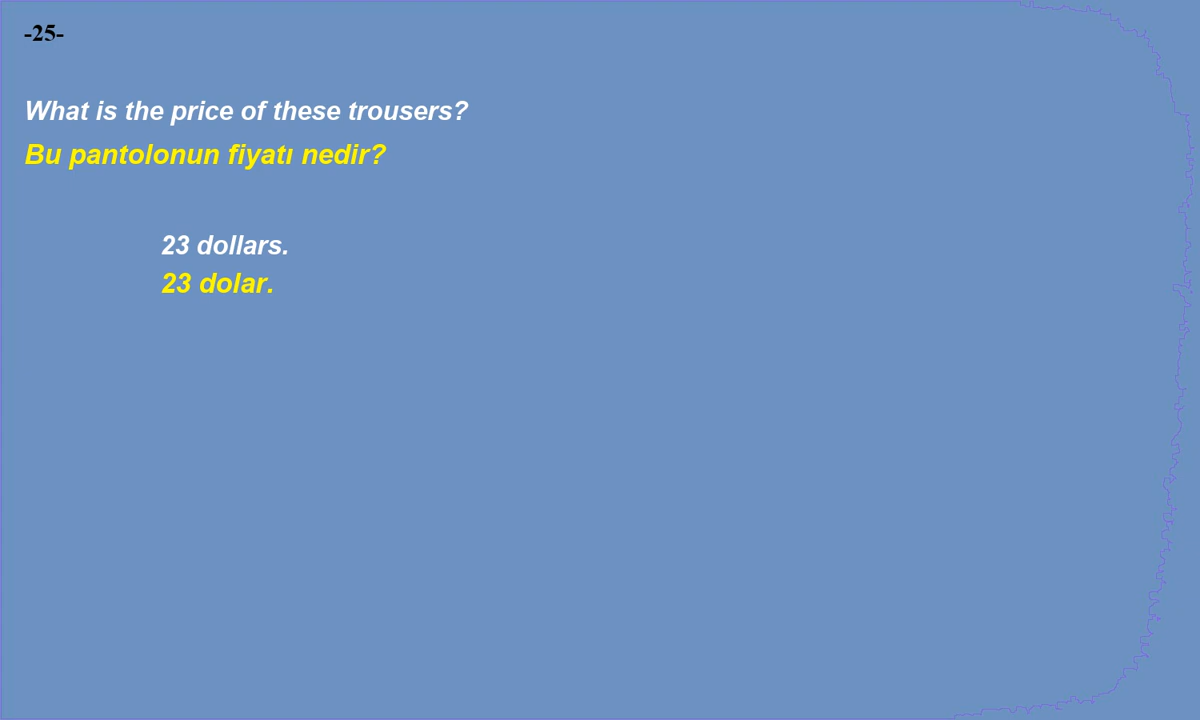 -25-
What is the price of these trousers?
Bu pantolonun fiyatı nedir?
23 dollars.
23 dolar.